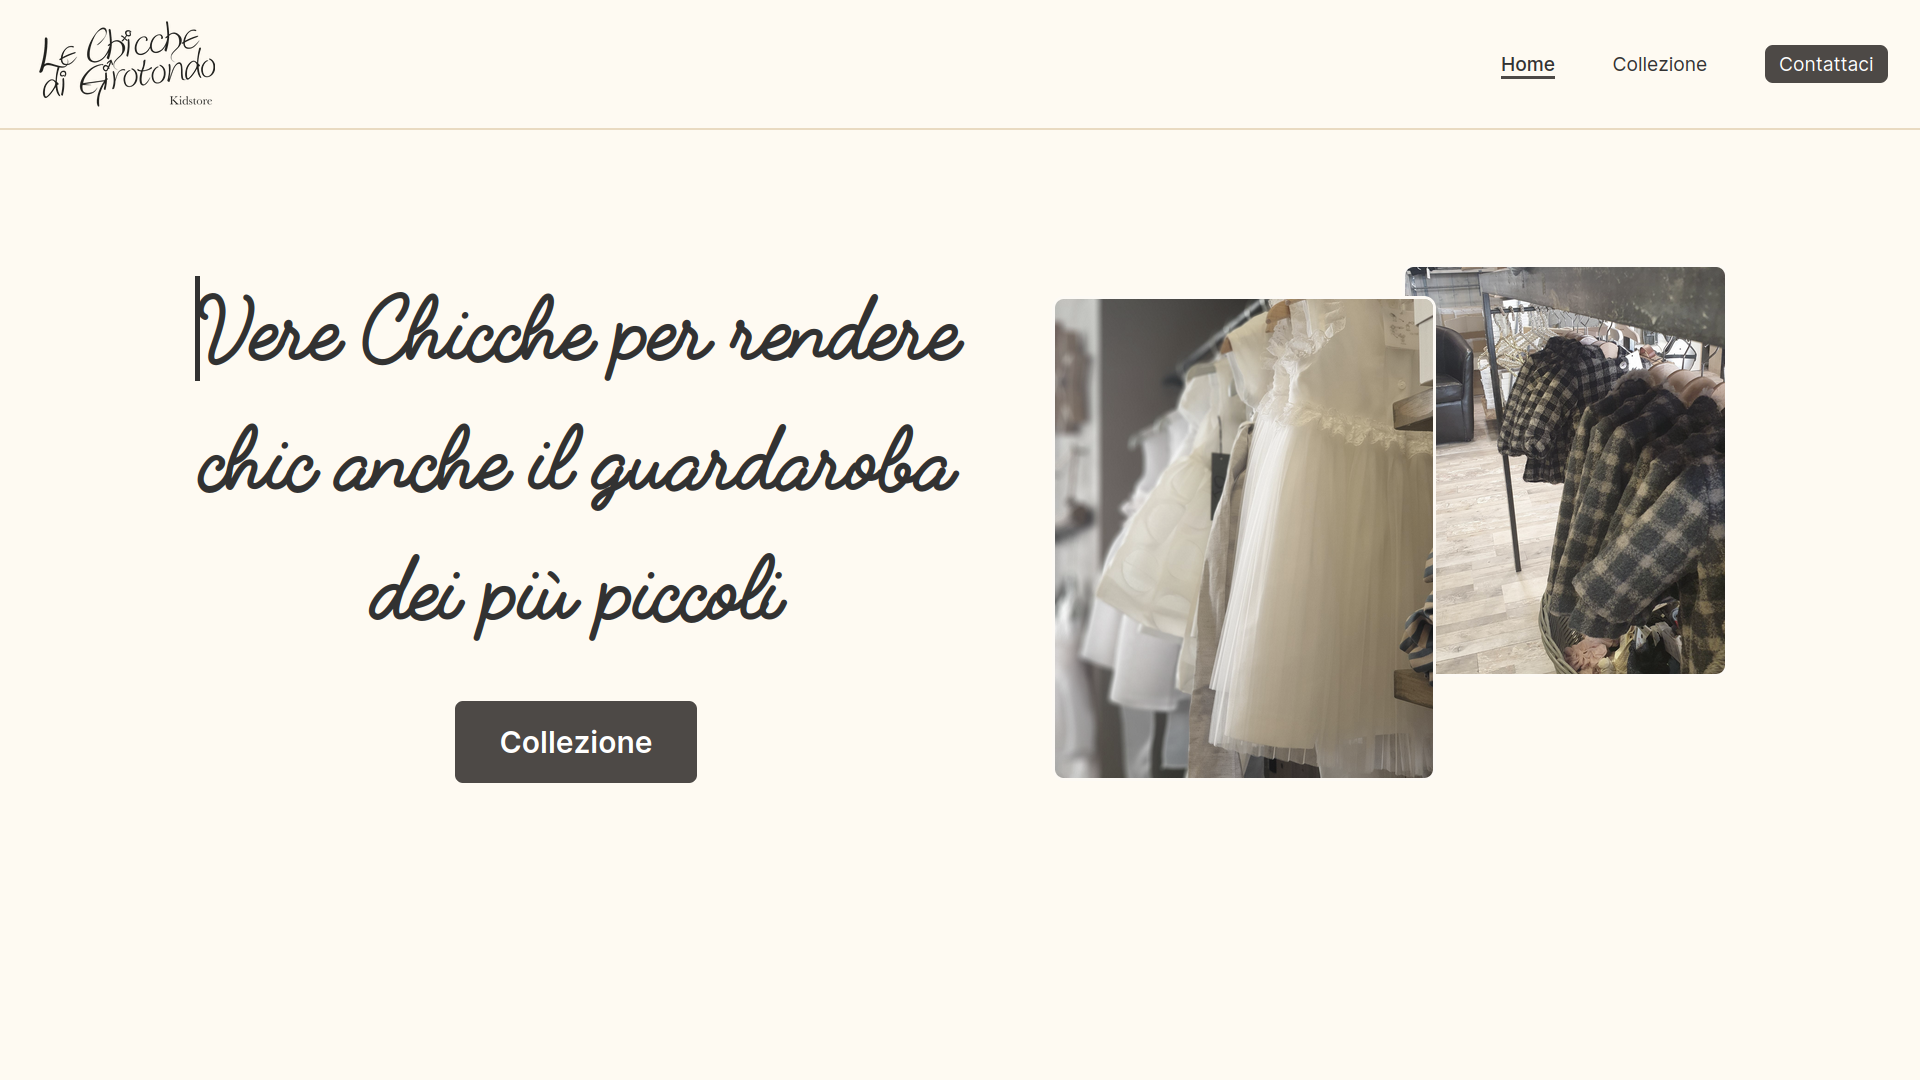 Le Chicche
di Girotondo
Kidstore
Home
Collezione
Contattaci
Vere Chicche per rendere
chic anche il guardaroba
dei più piccoli
Collezione